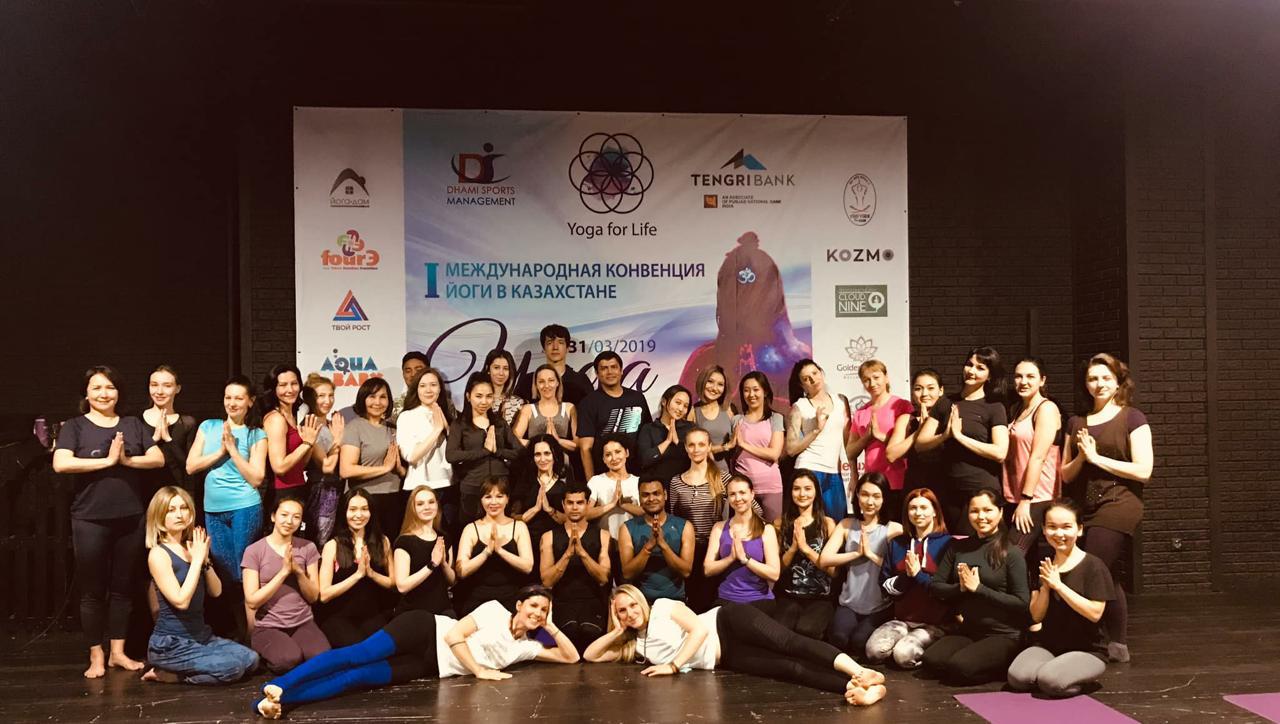 ЙОГА-ДОМ
DHAMI SPORTS
MANAGEMENT
Yoga for Life
TENGRI BANK
AN ASSOCIATE
OF PUNJAB NATIONAL BANK
INDIA
fourЭ
KOZMO
I МЕЖДУНАРОДНАЯ КОНВЕНЦИЯ
ЙОГИ В КАЗАХСТАНЕ
CLOUD
NINE
ТВОЙ РОСТ
31/03/2019
AQUA
Golden